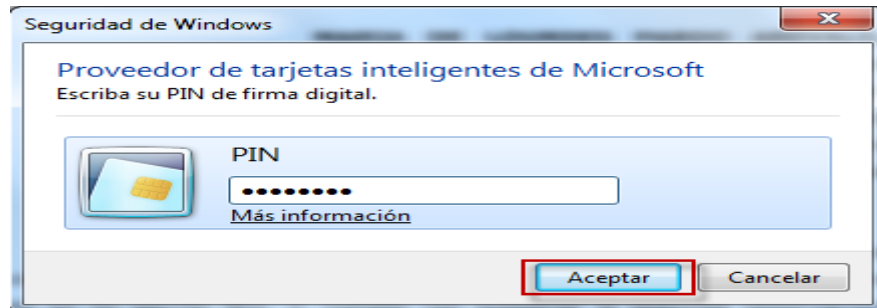 Seguridad de Windows
Proveedor de tarjetas inteligentes de Microsoft
Escriba su PIN de firma digital.
PIN
●●●●●●●●
Más información
Aceptar
Cancelar